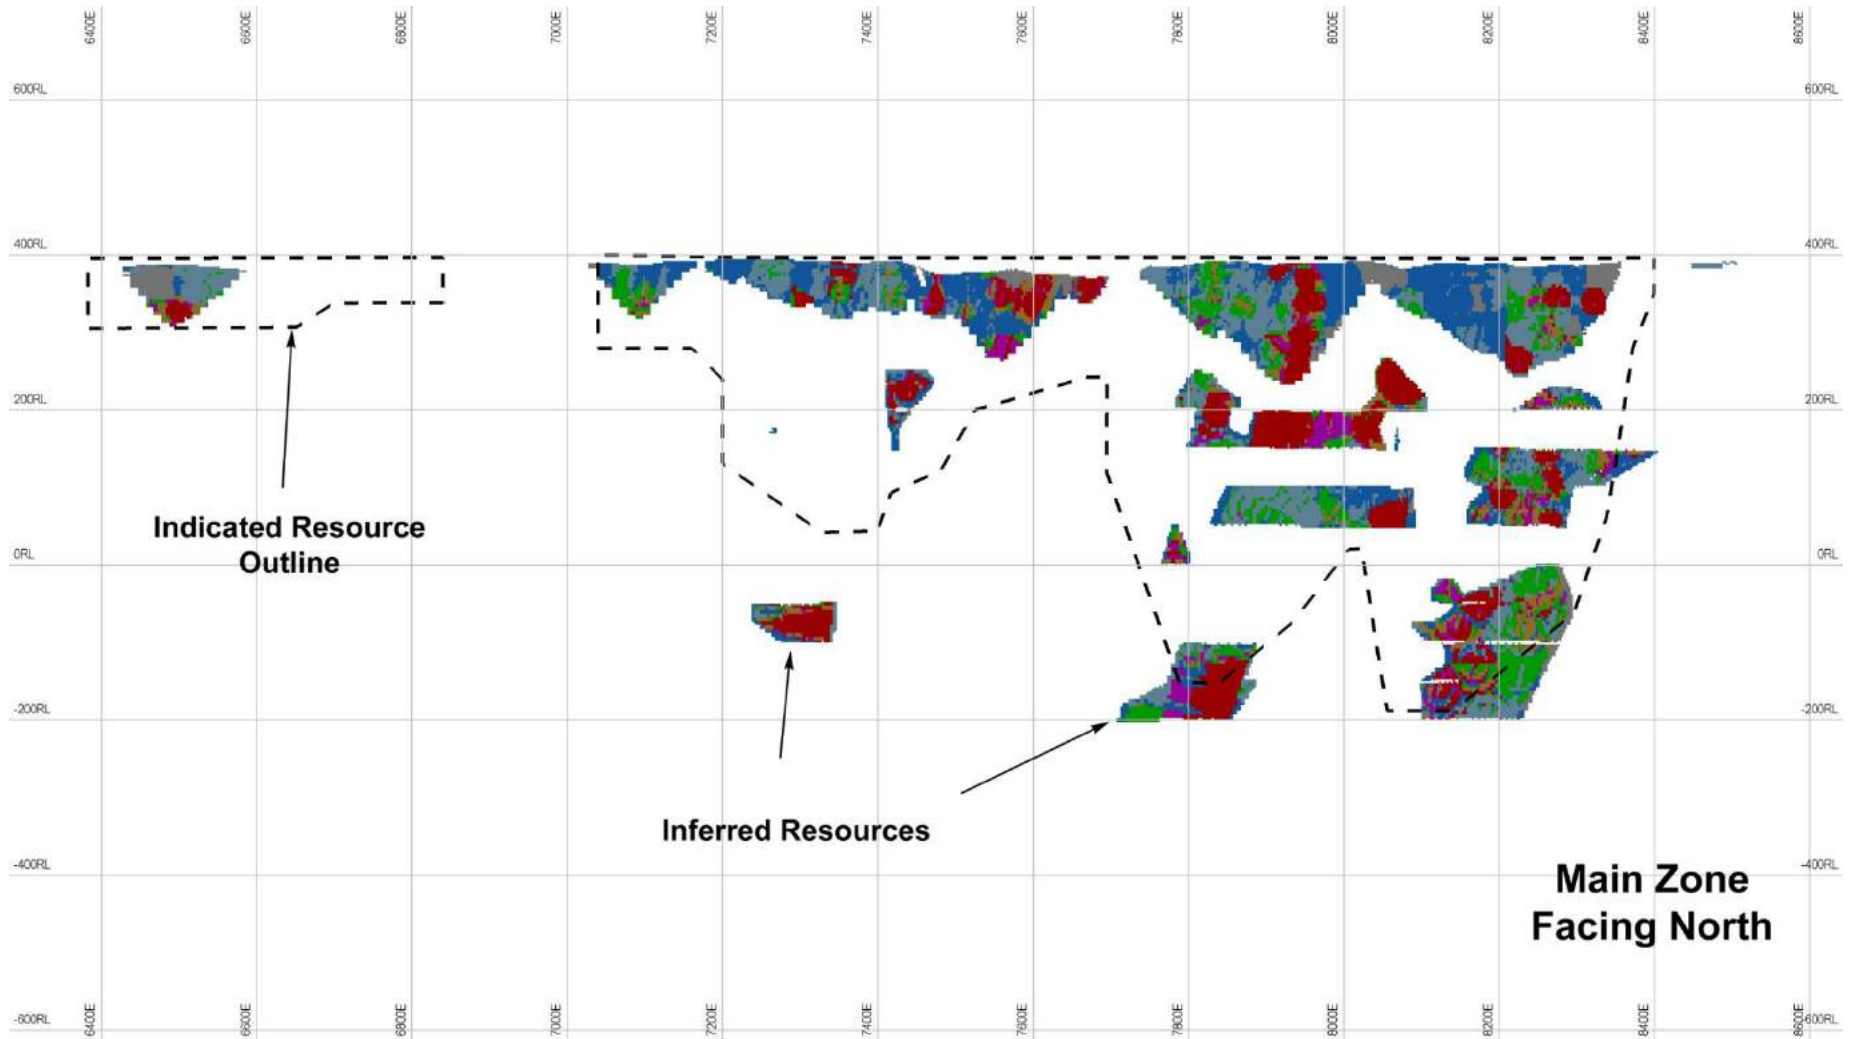 6400E
6600E
6800E
7000E
7200E
7400E
7600E
7800E
8000E
8200E
8400E
8600E
600RL
600RL
400RL
400RL
200RL
200RL
Indicated Resource
Outline
0RL
0RL
-200RL
-200RL
Inferred Resources
-400RL
-400RL
Main Zone
Facing North
-600RL
-600RL
6400E
6600E
6800E
7000E
7200E
7400E
7600E
7800E
8000E
8200E
8400E
8600E